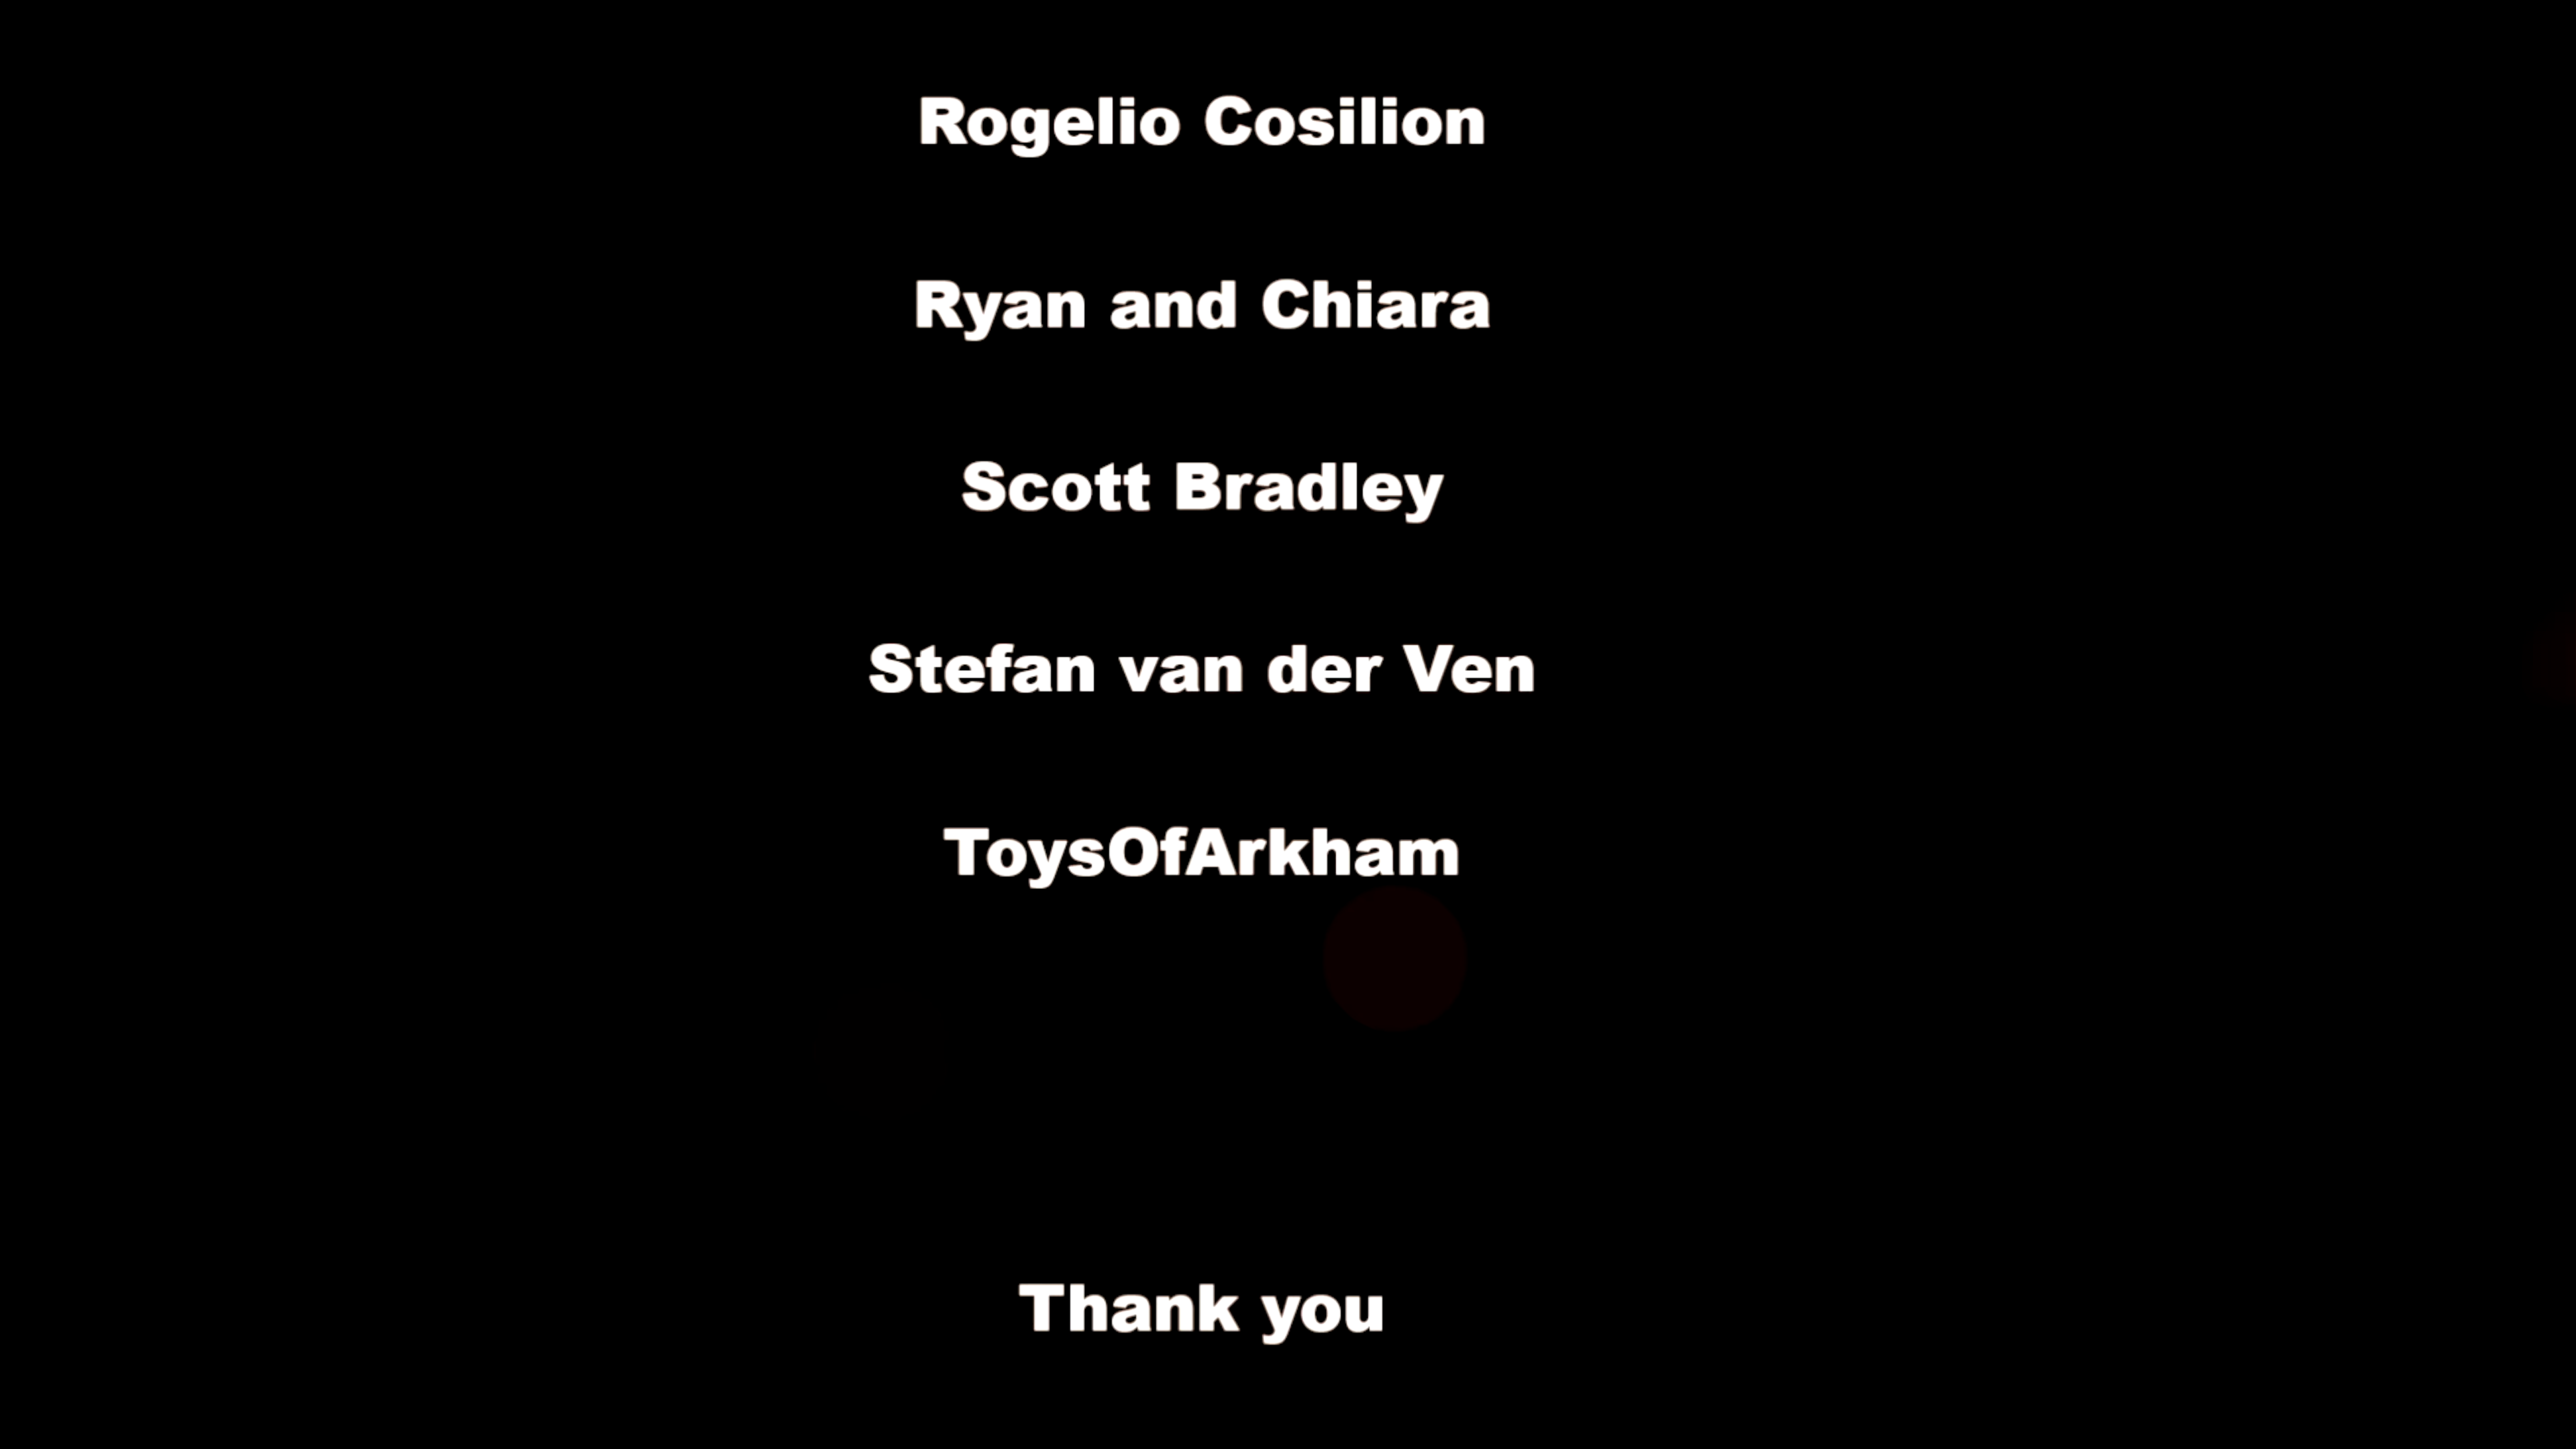 Rogelio Cosilion
Ryan and Chiara
Scott Bradley
Stefan van der Ven
ToysOfArkham
Thank you